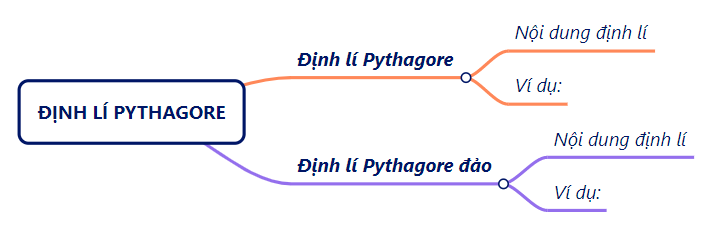 ĐỊNH LÍ PYTHAGORE
Định lí Pythagore
Nội dung định lí
Ví dụ:
Định lí Pythagore đảo
Nội dung định lí
Ví dụ: